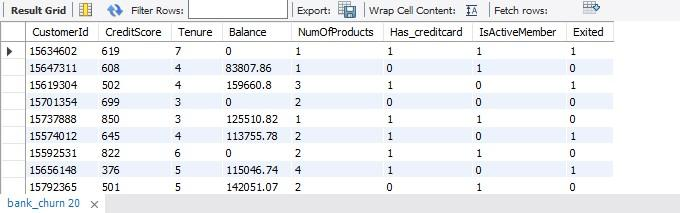 Result Grid Filter Rows: Export: Wrap Cell Content: Fetch rows:
CustomerId CreditScore Tenure Balance NumOfProducts Has_creditcard IsActiveMember Exited
15634602 619 7 0 1 1 1 1
15647311 608 4 83807.86 1 0 1 0
15619304 502 4 159660.8 3 1 0 1
15701354 699 3 0 2 0 0 0
15737888 850 3 125510.82 1 1 1 0
15574012 645 4 113755.78 2 1 0 1
15592531 822 6 0 2 1 1 0
15656148 376 5 115046.74 4 1 0 1
15792365 501 5 142051.07 2 0 1 0
bank_churn 20